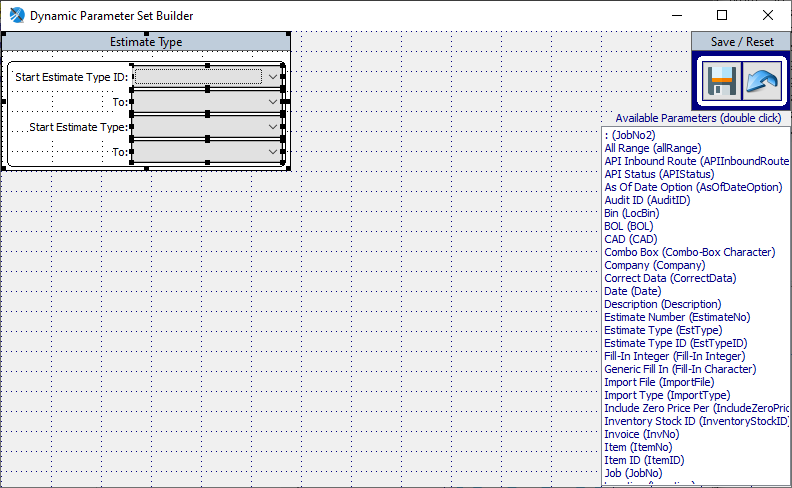 Dynamic Parameter Set Builder
Estimate Type
Start Estimate Type ID:
To:
Start Estimate Type:
To:
Save / Reset
Available Parameters (double click)
: (JobNo2)
All Range (allRange)
API Inbound Route (APIInboundRoute
API Status (APIStatus)
As Of Date Option (AsOfDateOption)
Audit ID (AuditID)
Bin (LocBin)
BOL (BOL)
CAD (CAD)
Combo Box (Combo-Box Character)
Company (Company)
Correct Data (CorrectData)
Date (Date)
Description (Description)
Estimate Number (EstimateNo)
Estimate Type (EstType)
Estimate Type ID (EstTypeID)
Fill-In Integer (Fill-In Integer)
Generic Fill In (Fill-In Character)
Import File (ImportFile)
Import Type (ImportType)
Include Zero Price Per (IncludeZeroPric
Inventory Stock ID (InventoryStockID)
Invoice (InvNo)
Item (ItemNo)
Item ID (ItemID)
Job (JobNo)